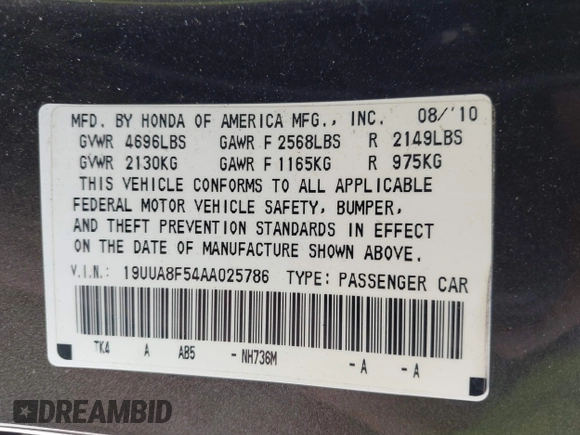 MFD. BY HONDA OF AMERICA MFG., INC. 08/'10
GVWR 4696LBS GAWR F 2568LBS R 2149LBS
GVWR 2130KG GAWR F 1165KG R 975KG
THIS VEHICLE CONFORMS TO ALL APPLICABLE
FEDERAL MOTOR VEHICLE SAFETY, BUMPER,
AND THEFT PREVENTION STANDARDS IN EFFECT
ON THE DATE OF MANUFACTURE SHOWN ABOVE.
V.I.N.: 19UUA8F54AA025786 TYPE: PASSENGER CAR
TK4 A AB5 -NH736M -A -A
DREAMBID